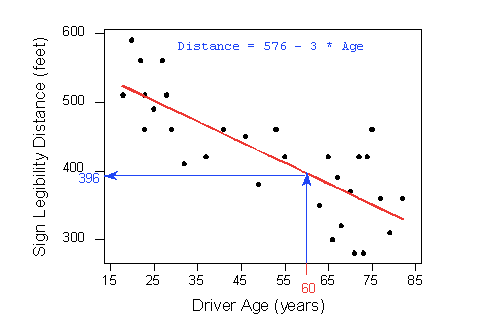 600
Distance = 576 - 3 * Age
500
400
396
300
Sign Legibility Distance (feet)
15 25 35 45 55 65 75 85
60
Driver Age (years)